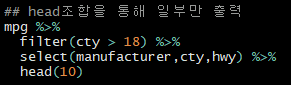 ## head조합을 통해 일부만 출력
mpg %>%
  filter(cty > 18) %>%
  select(manufacturer,cty,hwy) %>%
  head(10)